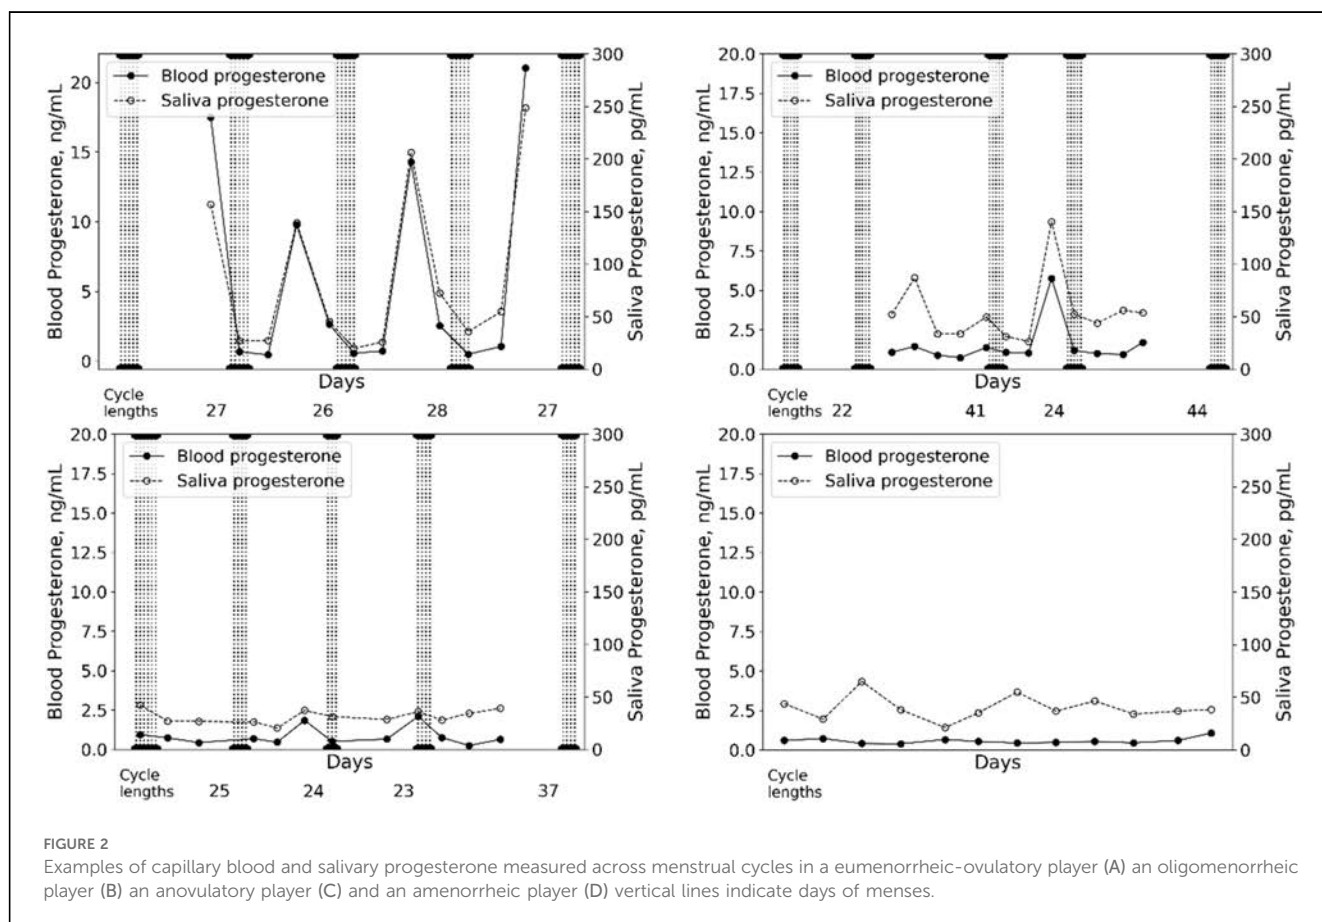 Blood progesterone
Saliva progesterone
20
15
10
5
0
Blood Progesterone, ng/mL
300
250
200
150
100
50
0
Saliva Progesterone, pg/mL
Days
Cycle lengths 27 26 28 27
Blood progesterone
Saliva progesterone
20.0
17.5
15.0
12.5
10.0
7.5
5.0
2.5
0.0
Blood Progesterone, ng/mL
300
250
200
150
100
50
0
Saliva Progesterone, pg/mL
Days
Cycle lengths 22 41 24 44
Blood progesterone
Saliva progesterone
20.0
17.5
15.0
12.5
10.0
7.5
5.0
2.5
0.0
Blood Progesterone, ng/mL
300
250
200
150
100
50
0
Saliva Progesterone, pg/mL
Days
Cycle lengths 25 24 23 37
Blood progesterone
Saliva progesterone
20.0
17.5
15.0
12.5
10.0
7.5
5.0
2.5
0.0
Blood Progesterone, ng/mL
300
250
200
150
100
50
0
Saliva Progesterone, pg/mL
Days
Cycle lengths
FIGURE 2
Examples of capillary blood and salivary progesterone measured across menstrual cycles in a eumenorrheic-ovulatory player (A) an oligomenorrheic
player (B) an anovulatory player (C) and an amenorrheic player (D) vertical lines indicate days of menses.